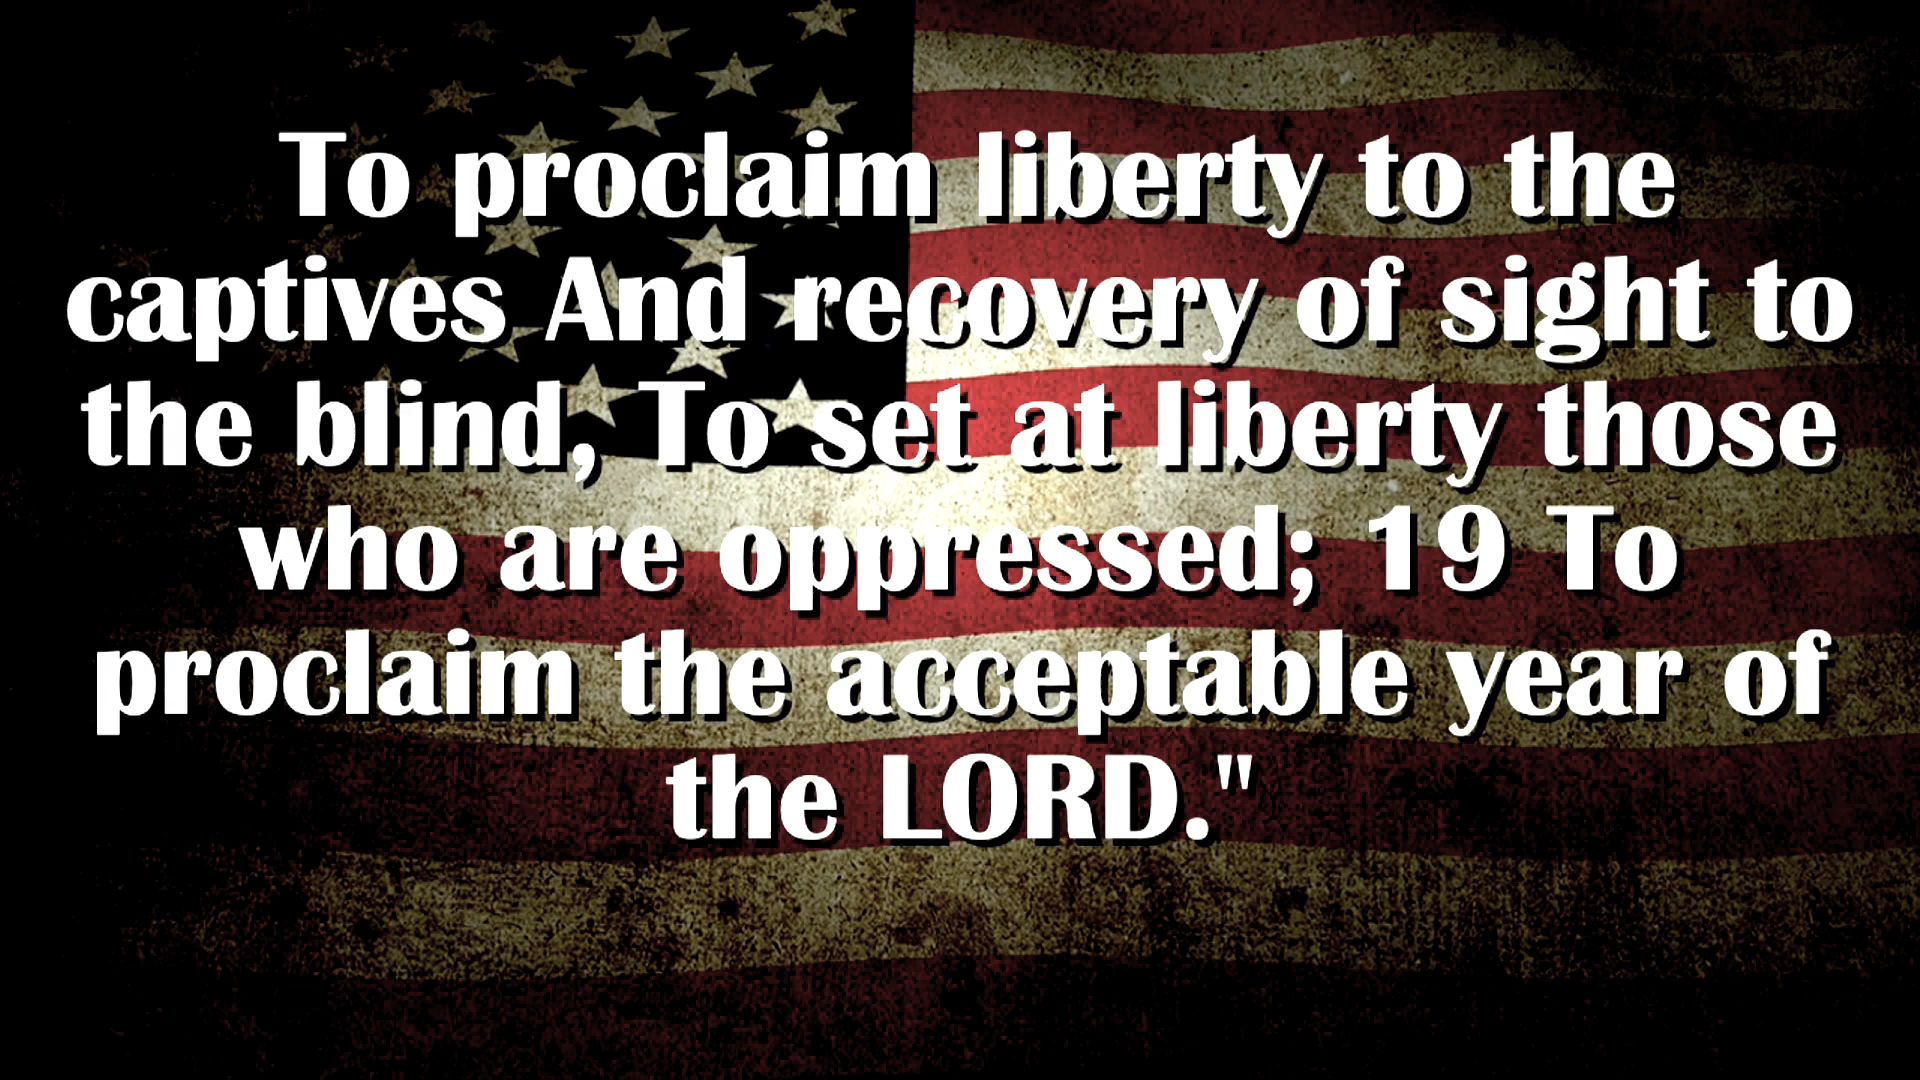 To proclaim liberty to the
captives And recovery of sight to
the blind, To set at liberty those
who are oppressed; 19 To
proclaim the acceptable year of
the LORD."